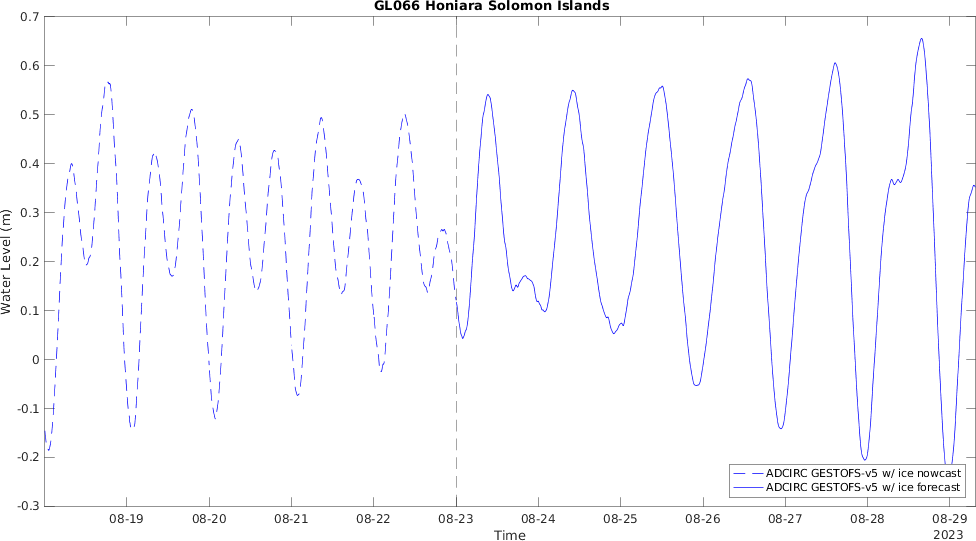 GL066 Honiara Solomon Islands
0.7
0.6
0.5
0.4
0.3
0.2
0.1
0
-0.1
-0.2
-0.3
Water Level (m)
ADCIRC GESTOFS-v5 w/ ice nowcast
ADCIRC GESTOFS-v5 w/ ice forecast
08-19 08-20 08-21 08-22 08-23 08-24 08-25 08-26 08-27 08-28 08-29
Time
2023